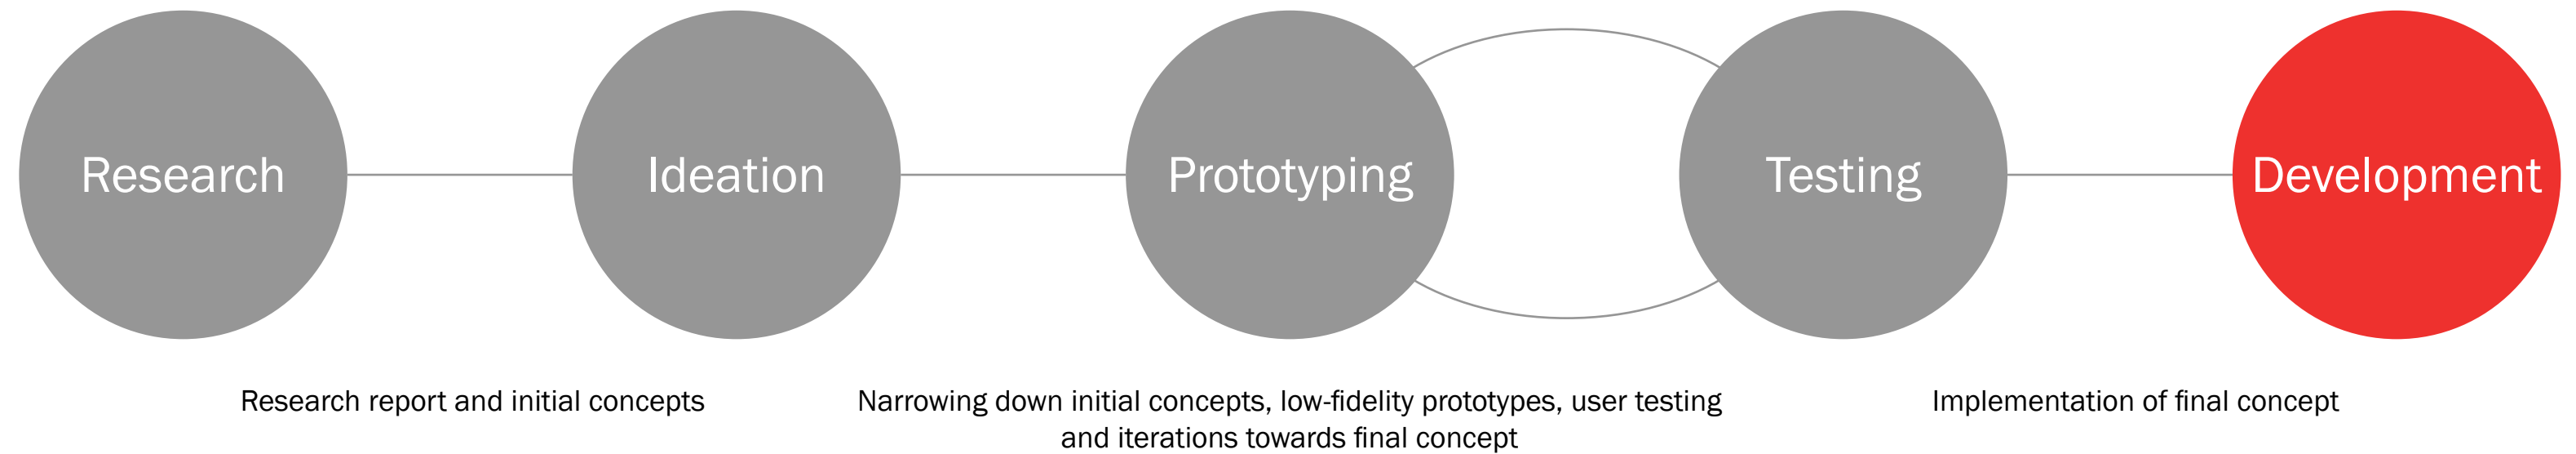 Research
Ideation
Prototyping
Testing
Development
Research report and initial concepts
Narrowing down initial concepts, low-fidelity prototypes, user testing
and iterations towards final concept
Implementation of final concept